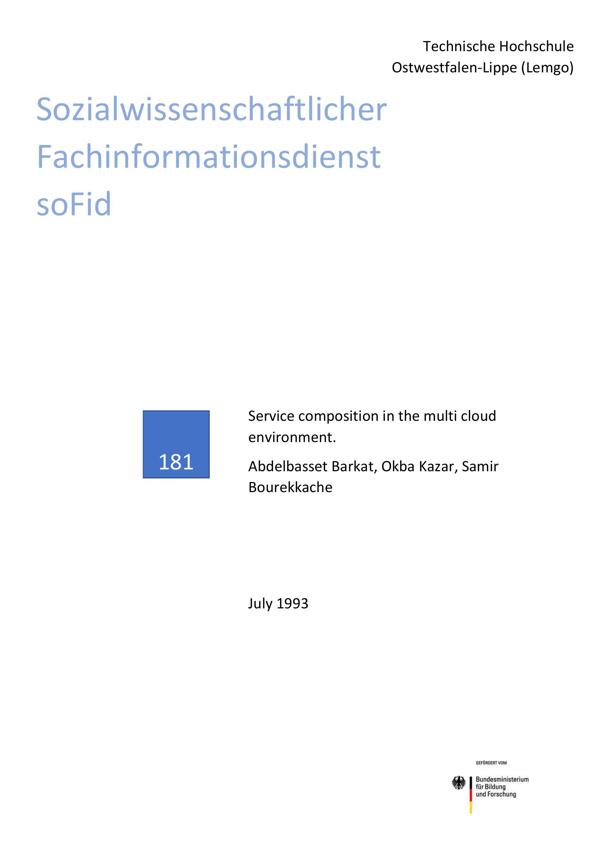 Technische Hochschule
Ostwestfalen-Lippe (Lemgo)
Sozialwissenschaftlicher
Fachinformationsdienst
soFid
181
Service composition in the multi cloud
environment.
Abdelbasset Barkat, Okba Kazar, Samir
Bourekkache
July 1993
GEFÖRDERT VOM
Bundesministerium
für Bildung
und Forschung